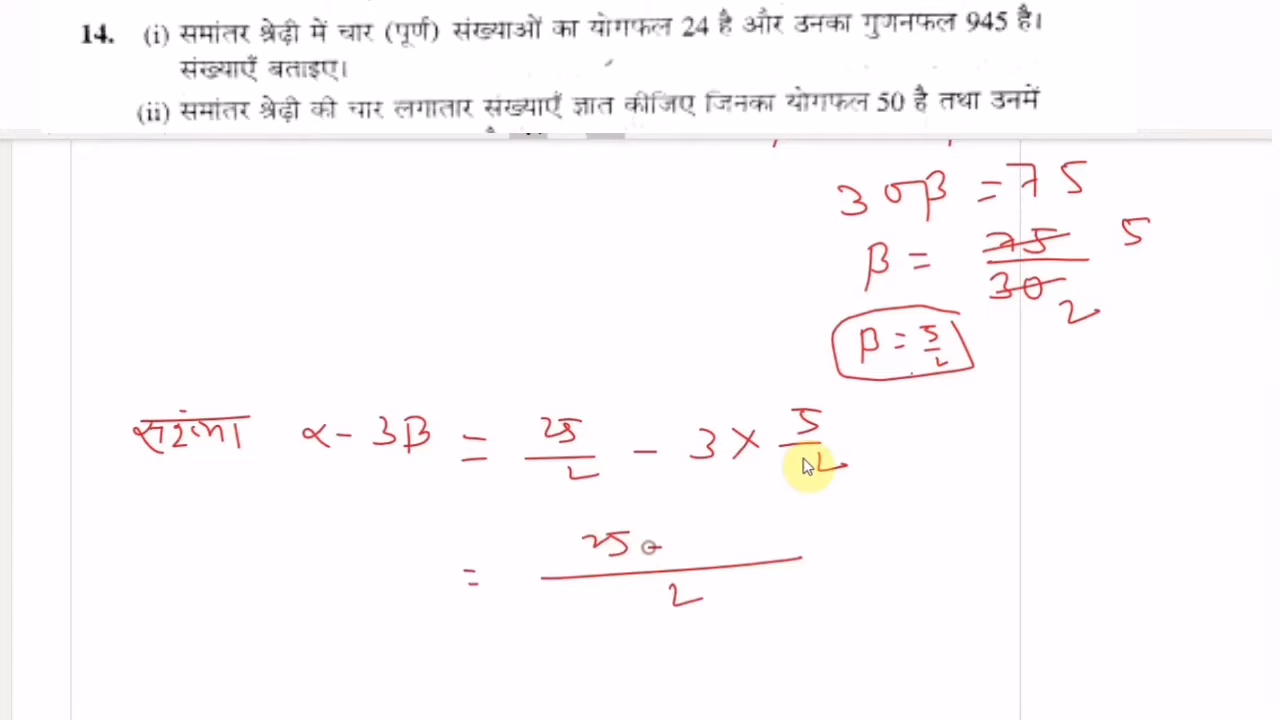 14. (i) समांतर श्रेढ़ी में चार (पूर्ण) संख्याओं का योगफल 24 है और उनका गुणनफल 945 है।
संख्याएँ बताइए।
(ii) समांतर श्रेढ़ी की चार लगातार संख्याएँ ज्ञात कीजिए जिनका योगफल 50 है तथा उनमें
30β = 75
β = 75/30 5 2
β = 5/2
α - 3β = 25/2 - 3 × 5/2
= 25 /2